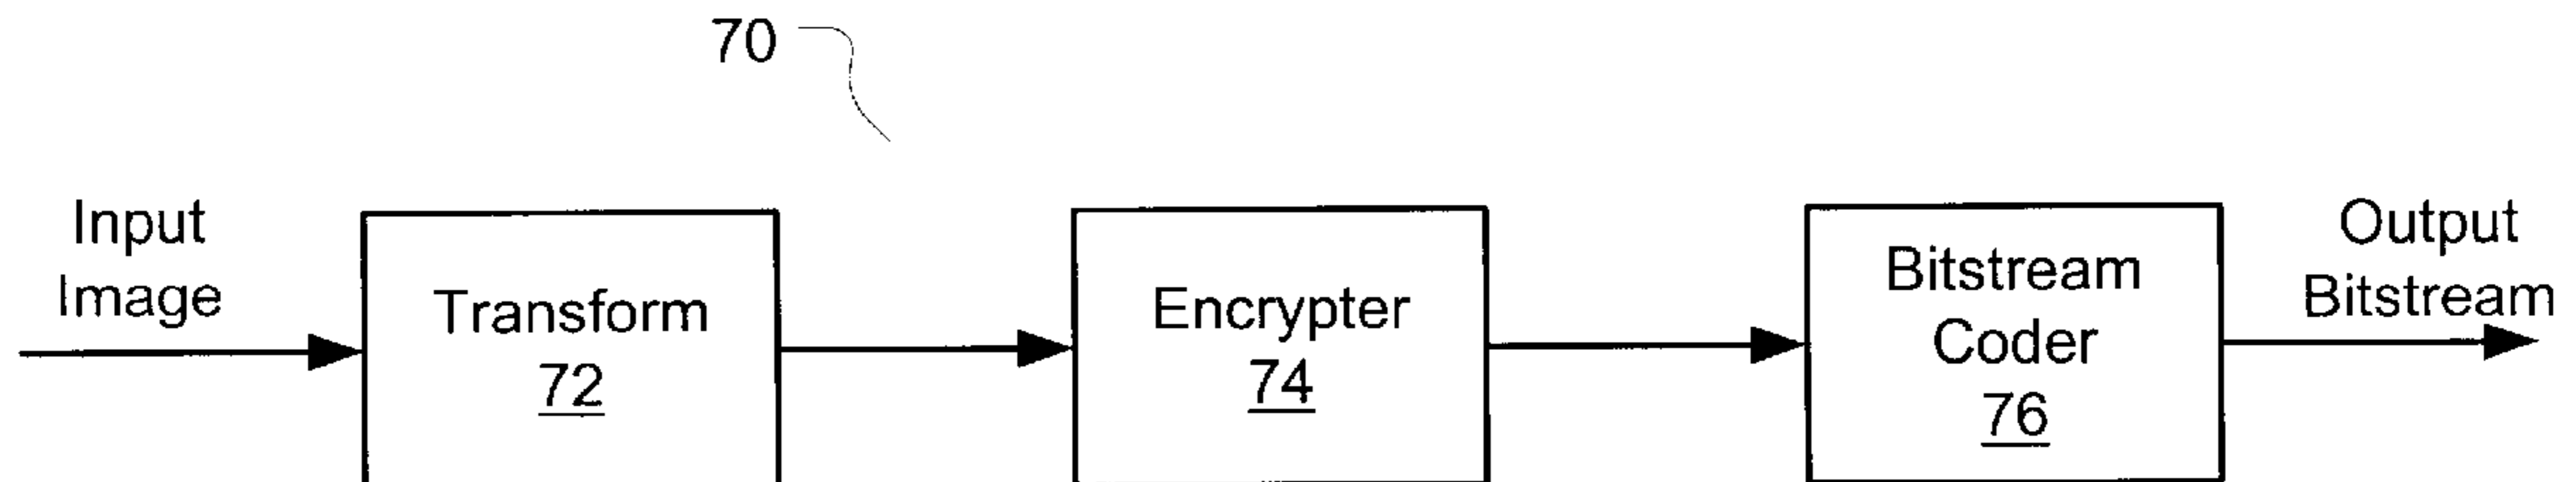 70
Input
Image
Transform
72
Encrypter
74
Bitstream
Coder
76
Output
Bitstream